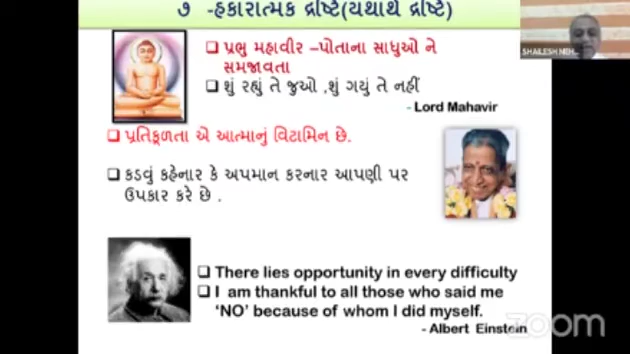 ૭ -હકારાત્મક દ્રષ્ટિ(યથાર્થ દ્રષ્ટિ)
પ્રભુ મહાવીર –પોતાના સાધુઓ ને
સમજાવતા
શું રહ્યું તે જુઓ ,શું ગયું તે નહીં
- Lord Mahavir
પ્રતિકૂળતા એ આત્માનું વિટામિન છે.
કડવું કહેનાર કે અપમાન કરનાર આપણી પર
ઉપકાર કરે છે .
There lies opportunity in every difficulty
I am thankful to all those who said me
‘NO’ because of whom I did myself.
- Albert Einstein
SHAILESH
zoom